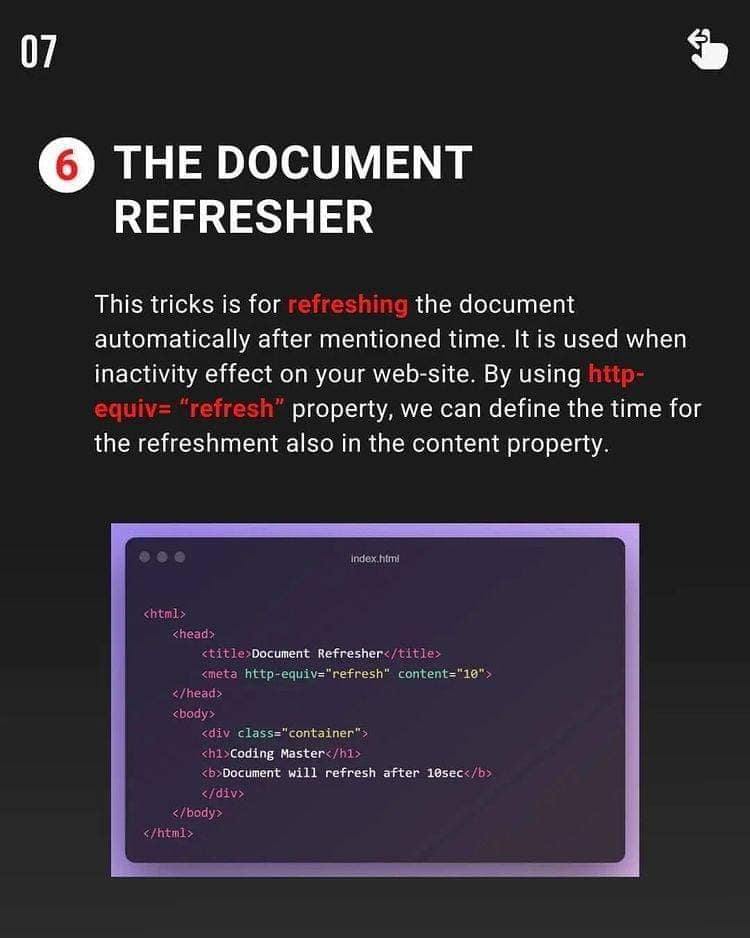 07
6 THE DOCUMENT
REFRESHER
This tricks is for refreshing the document
automatically after mentioned time. It is used when
inactivity effect on your web-site. By using http-
equiv= “refresh” property, we can define the time for
the refreshment also in the content property.
index.html
<html>
    <head>
        <title>Document Refresher</title>
        <meta http-equiv="refresh" content="10">
    </head>
    <body>
        <div class="container">
        <h1>Coding Master</h1>
        <b>Document will refresh after 10sec</b>
        </div>
    </body>
</html>